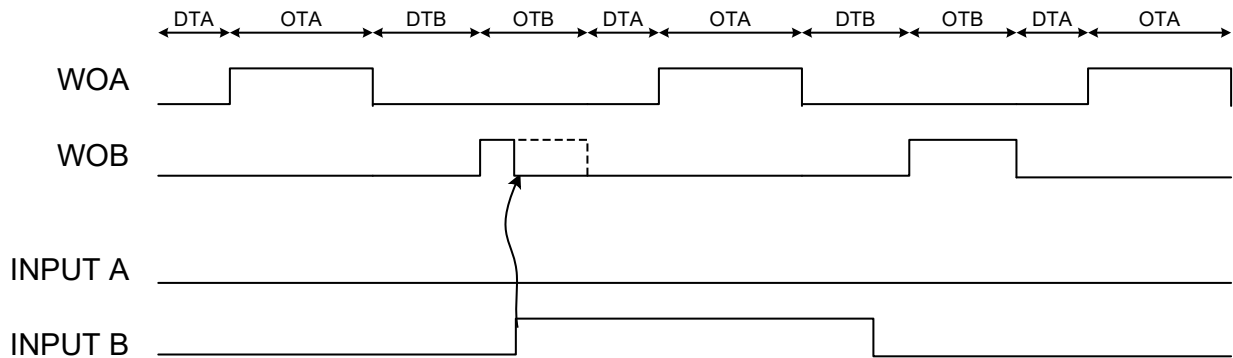 DTA OTA DTB OTB DTA OTA DTB OTB DTA OTA
WOA
WOB
INPUT A
INPUT B